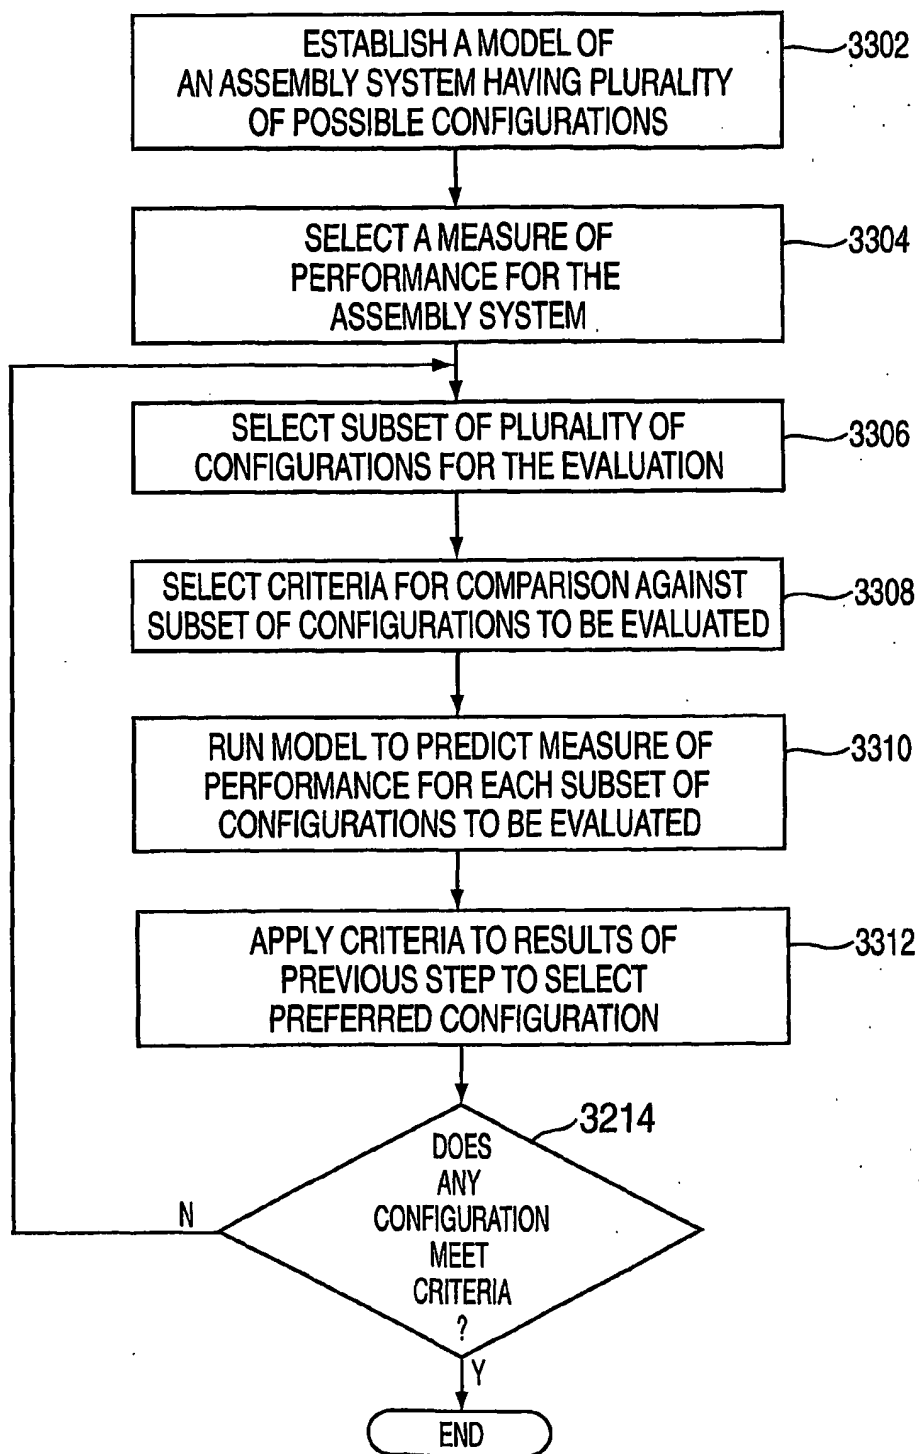 ESTABLISH A MODEL OF
AN ASSEMBLY SYSTEM HAVING PLURALITY
OF POSSIBLE CONFIGURATIONS
3302
SELECT A MEASURE OF
PERFORMANCE FOR THE
ASSEMBLY SYSTEM
3304
SELECT SUBSET OF PLURALITY OF
CONFIGURATIONS FOR THE EVALUATION
3306
SELECT CRITERIA FOR COMPARISON AGAINST
SUBSET OF CONFIGURATIONS TO BE EVALUATED
3308
RUN MODEL TO PREDICT MEASURE OF
PERFORMANCE FOR EACH SUBSET OF
CONFIGURATIONS TO BE EVALUATED
3310
APPLY CRITERIA TO RESULTS OF
PREVIOUS STEP TO SELECT
PREFERRED CONFIGURATION
3312
3214
DOES
ANY
CONFIGURATION
MEET
CRITERIA
?
N
Y
END